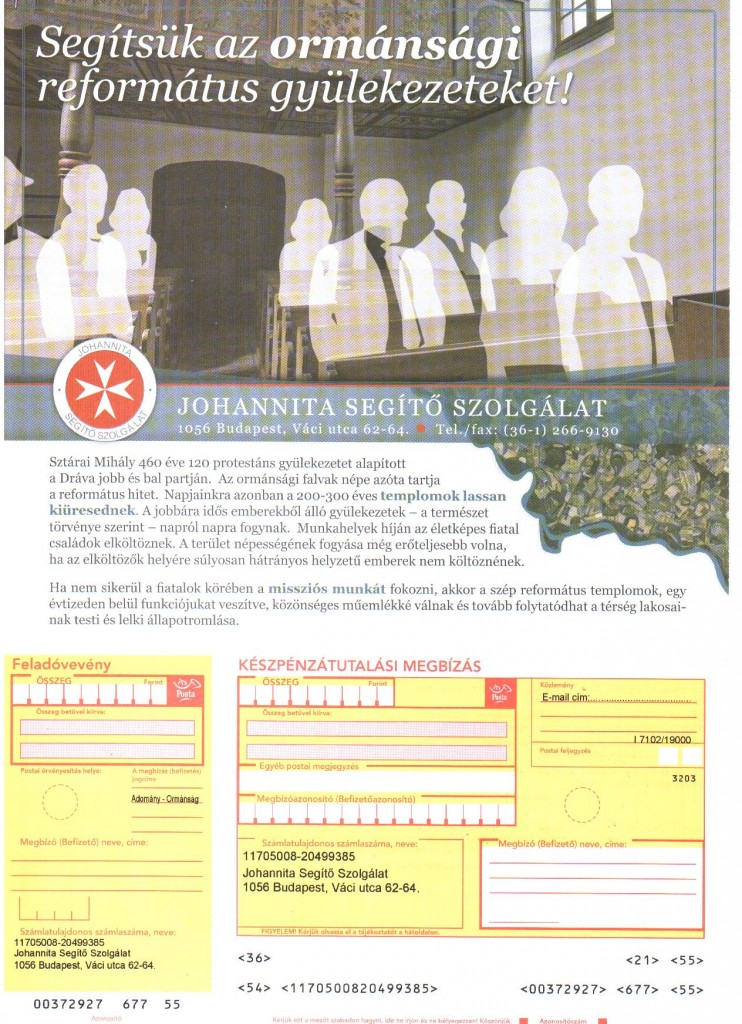 Segítsük az ormánsági
református gyülekezeteket!
JOHANNITA
SEGÍTŐ SZOLGÁLAT
JOHANNITA SEGÍTŐ SZOLGÁLAT
1056 Budapest, Váci utca 62-64. • Tel./fax: (36-1) 266-9130
Sztárai Mihály 460 éve 120 protestáns gyülekezetet alapított
a Dráva jobb és bal partján. Az ormánsági falvak népe azóta tartja
a református hitet. Napjainkra azonban a 200-300 éves templomok lassan
kiüresednek. A jobbára idős emberekből álló gyülekezetek – a természet
törvénye szerint – napról napra fogynak. Munkahelyek híján az életképes fiatal
családok elköltöznek. A terület népességének fogyása még erőteljesebb volna,
ha az elköltözők helyére súlyosan hátrányos helyzetű emberek nem költöznének.
Ha nem sikerül a fiatalok körében a missziós munkát fokozni, akkor a szép református templomok, egy
évtizeden belül funkciójukat veszítve, közönséges műemlékké válnak és tovább folytatódhat a térség lakosai-
nak testi és lelki állapotromlása.
Feladóvevény
ÖSSZEG Forint
Posta
Összeg betűvel kiírva:
Postai érvényesítés helye:
A megbízás (befizetés)
jogcíme
Adomány - Ormánság
Megbízó (Befizető) neve, címe:
Számlatulajdonos számlaszáma, neve:
11705008-20499385
Johannita Segítő Szolgálat
1056 Budapest, Váci utca 62-64.
00372927 677 55
Azonosító
KÉSZPÉNZÁTUTALÁSI MEGBÍZÁS
ÖSSZEG Forint
Posta
Összeg betűvel kiírva:
Egyéb postai megjegyzés
Megbízóazonosító (Befizetőazonosító)
Közlemény
E-mail cím:
I 7102/19000
Postai feljegyzés
3203
Számlatulajdonos számlaszáma, neve:
11705008-20499385
Johannita Segítő Szolgálat
1056 Budapest, Váci utca 62-64.
Megbízó (Befizető) neve, címe:
FIGYELEM! Kérjük olvassa el a tájékoztatót a hátoldalon.
<36> <21> <55>
<54> <1170500820499385> <00372927> <677> <55>
Kérjük ezt a mezőt szabadon hagyni, ide ne írjon és ne bélyegezzen! Köszönjük. Azonosítószám